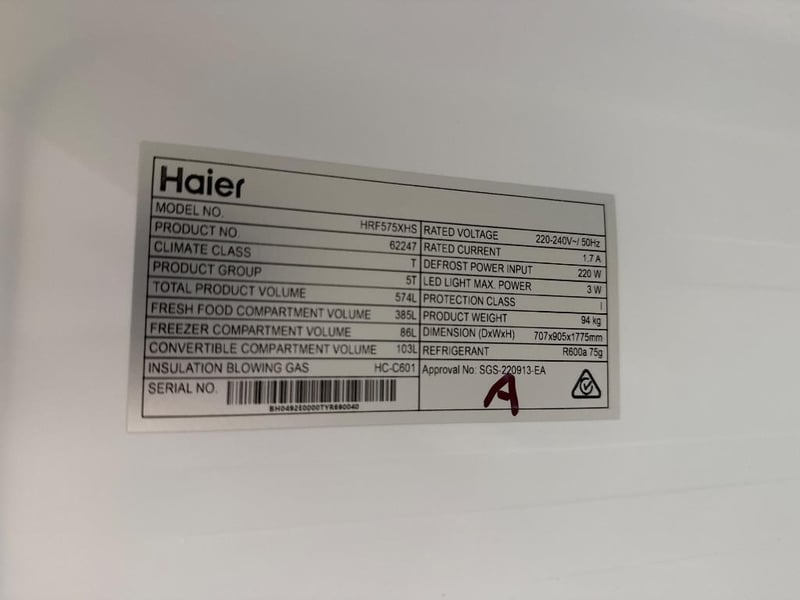 Haier
MODEL NO. HRF575XHS
PRODUCT NO. 62247
CLIMATE CLASS T
PRODUCT GROUP 5T
TOTAL PRODUCT VOLUME 574L
FRESH FOOD COMPARTMENT VOLUME 385L
FREEZER COMPARTMENT VOLUME 86L
CONVERTIBLE COMPARTMENT VOLUME 103L
INSULATION BLOWING GAS HC-C601
SERIAL NO.
BH0492E0000TYR690040
RATED VOLTAGE 220-240V~/ 50Hz
RATED CURRENT 1.7 A
DEFROST POWER INPUT 220 W
LED LIGHT MAX. POWER 3 W
PROTECTION CLASS I
PRODUCT WEIGHT 94 kg
DIMENSION (DxWxH) 707x905x1775mm
REFRIGERANT R600a 75g
Approval No: SGS-220913-EA
A